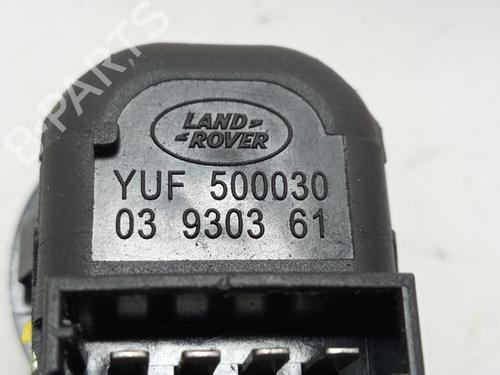 LAND
ROVER
YUF 500030
03 9303 61
B-PARTS